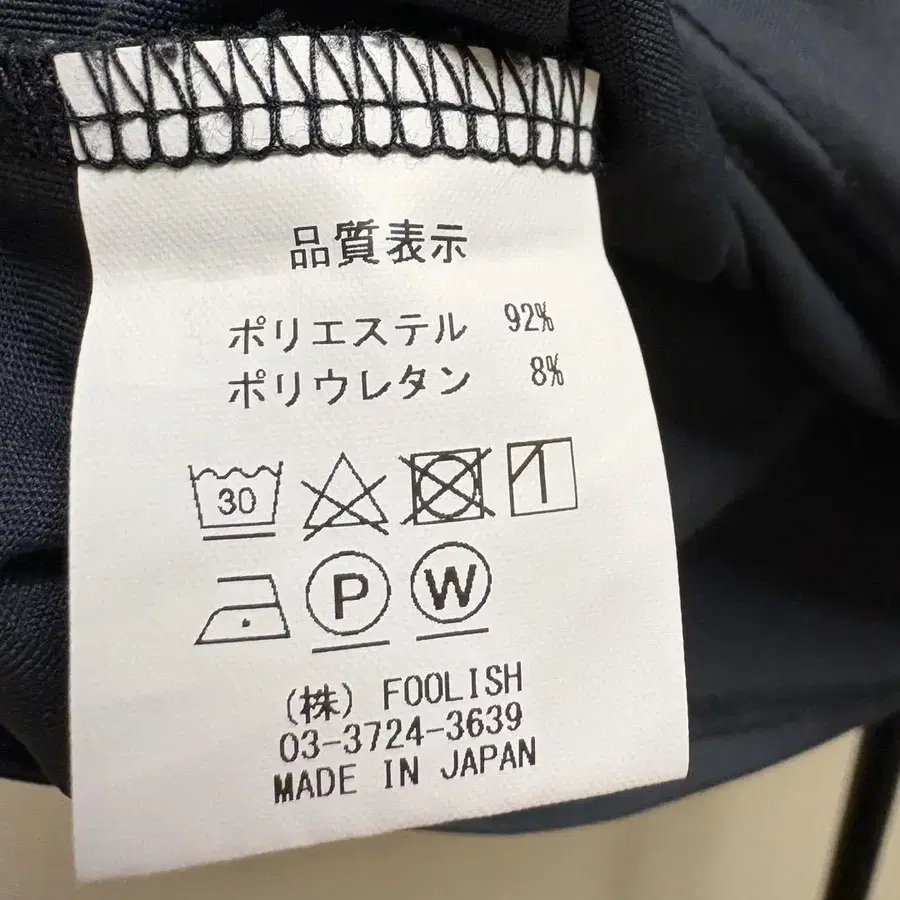 品質表示
ポリエステル 92%
ポリウレタン 8%
30
P W
(株) FOOLISH
03-3724-3639
MADE IN JAPAN